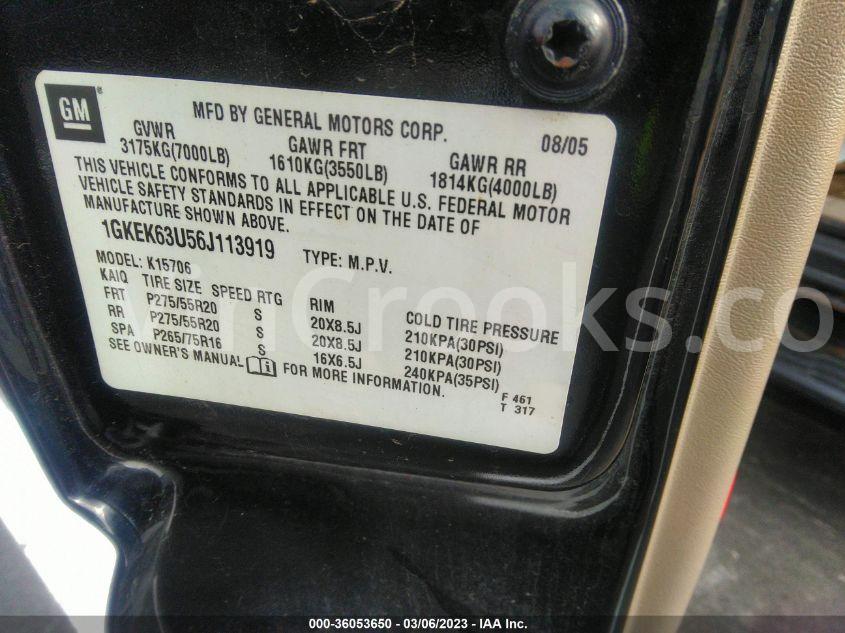 GM
MFD BY GENERAL MOTORS CORP. 08/05
GVWR GAWR FRT GAWR RR
3175KG(7000LB) 1610KG(3550LB) 1814KG(4000LB)
THIS VEHICLE CONFORMS TO ALL APPLICABLE U.S. FEDERAL MOTOR
VEHICLE SAFETY STANDARDS IN EFFECT ON THE DATE OF
MANUFACTURE SHOWN ABOVE.
1GKEK63U56J113919 TYPE: M.P.V.
MODEL: K15706
KAIQ TIRE SIZE SPEED RTG RIM COLD TIRE PRESSURE
FRT P275/55R20 S 20X8.5J 210KPA(30PSI)
RR P275/55R20 S 20X8.5J 210KPA(30PSI)
SPA P265/75R16 S 16X6.5J 240KPA(35PSI)
SEE OWNER'S MANUAL FOR MORE INFORMATION.
F 461
T 317
VinCrooks.co
000-36053650 / 03/06/2023 - IAA Inc.